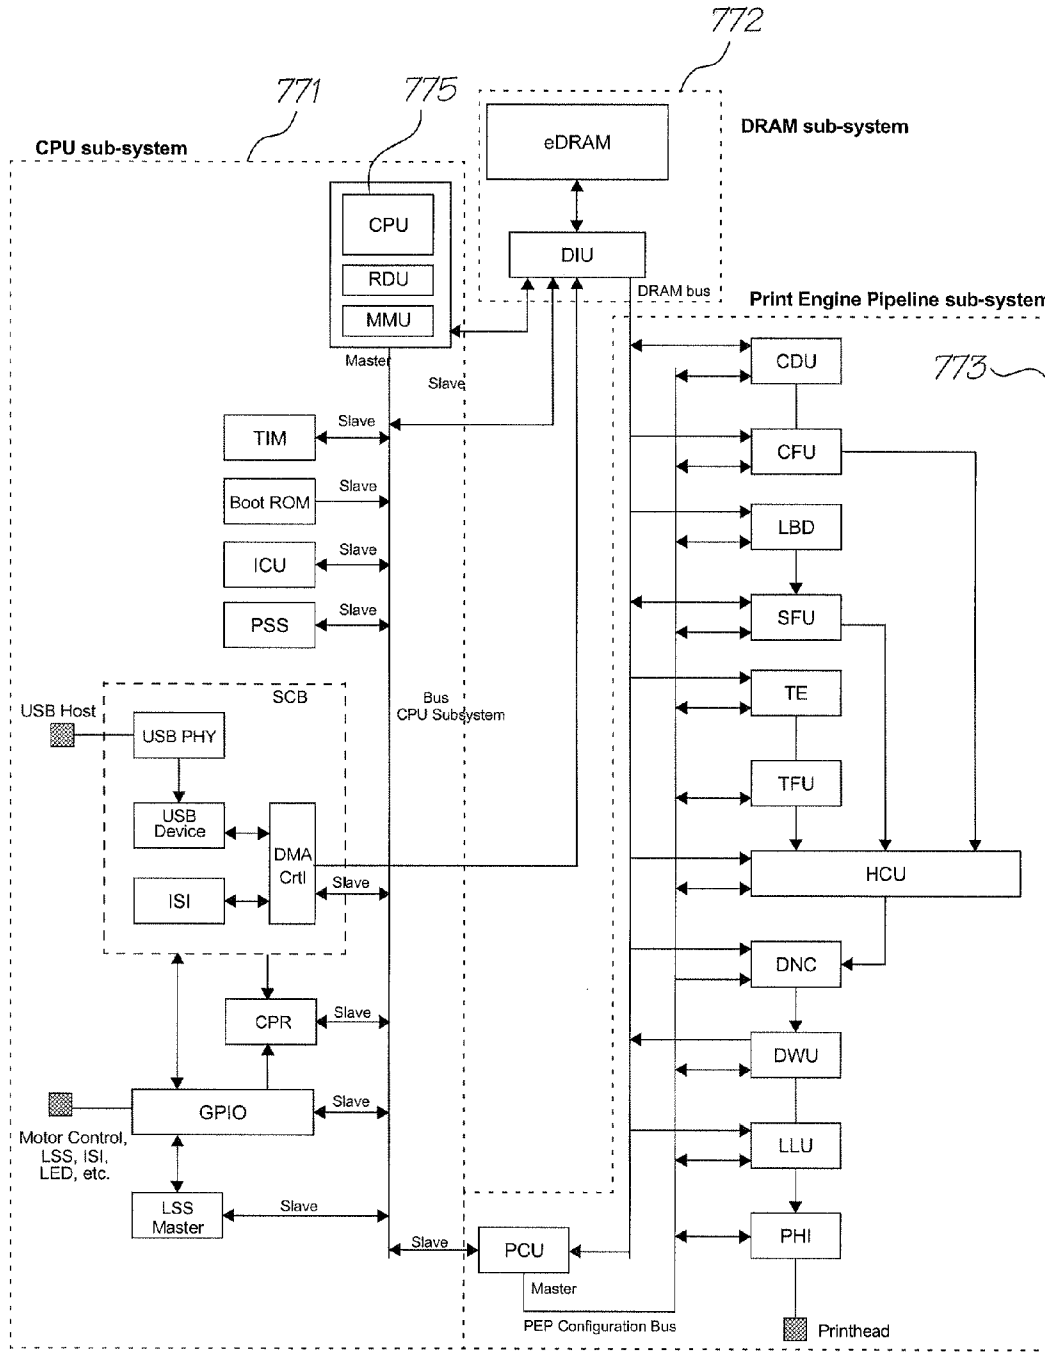 772
771
775
DRAM sub-system
CPU sub-system
eDRAM
CPU
DIU
RDU
DRAM bus
Print Engine Pipeline sub-system
MMU
Master
CDU
773
Slave
TIM
Slave
CFU
Boot ROM
Slave
LBD
ICU
Slave
PSS
Slave
SFU
SCB
Bus
CPU Subsystem
TE
USB Host
USB PHY
TFU
USB
Device
DMA
Crtl
Slave
HCU
ISI
DNC
CPR
Slave
DWU
GPIO
Slave
Motor Control,
LSS, ISI,
LED, etc.
LLU
LSS
Master
Slave
PHI
Slave
PCU
Master
PEP Configuration Bus
Printhead